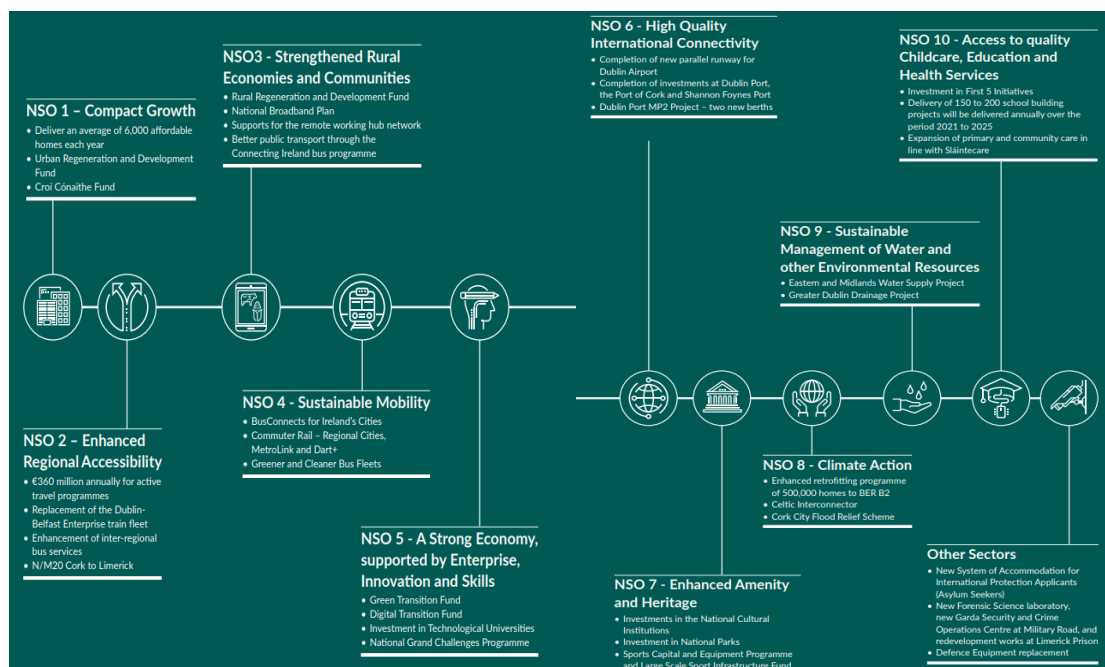 NSO 1 – Compact Growth
• Deliver an average of 6,000 affordable
homes each year
• Urban Regeneration and Development
Fund
• Croí Cónaithe Fund
NSO 2 – Enhanced
Regional Accessibility
• €360 million annually for active
travel programmes
• Replacement of the Dublin-
Belfast Enterprise train fleet
• Enhancement of inter-regional
bus services
• N/M20 Cork to Limerick
NSO3 - Strengthened Rural
Economies and Communities
• Rural Regeneration and Development Fund
• National Broadband Plan
• Supports for the remote working hub network
• Better public transport through the
Connecting Ireland bus programme
NSO 4 - Sustainable Mobility
• BusConnects for Ireland's Cities
• Commuter Rail – Regional Cities,
MetroLink and Dart+
• Greener and Cleaner Bus Fleets
NSO 5 - A Strong Economy,
supported by Enterprise,
Innovation and Skills
• Green Transition Fund
• Digital Transition Fund
• Investment in Technological Universities
• National Grand Challenges Programme
NSO 6 - High Quality
International Connectivity
• Completion of new parallel runway for
Dublin Airport
• Completion of investments at Dublin Port,
the Port of Cork and Shannon Foynes Port
• Dublin Port MP2 Project – two new berths
NSO 7 - Enhanced Amenity
and Heritage
• Investments in the National Cultural
Institutions
• Investment in National Parks
• Sports Capital and Equipment Programme
and Large Scale Sport Infrastructure Fund
NSO 8 - Climate Action
• Enhanced retrofitting programme
of 500,000 homes to BER B2
• Celtic Interconnector
• Cork City Flood Relief Scheme
NSO 9 - Sustainable
Management of Water and
other Environmental Resources
• Eastern and Midlands Water Supply Project
• Greater Dublin Drainage Project
NSO 10 - Access to quality
Childcare, Education and
Health Services
• Investment in First 5 Initiatives
• Delivery of 150 to 200 school building
projects will be delivered annually over the
period 2021 to 2025
• Expansion of primary and community care in
line with Sláintecare
Other Sectors
• New System of Accommodation for
International Protection Applicants
(Asylum Seekers)
• New Forensic Science laboratory,
new Garda Security and Crime
Operations Centre at Military Road, and
redevelopment works at Limerick Prison
• Defence Equipment replacement